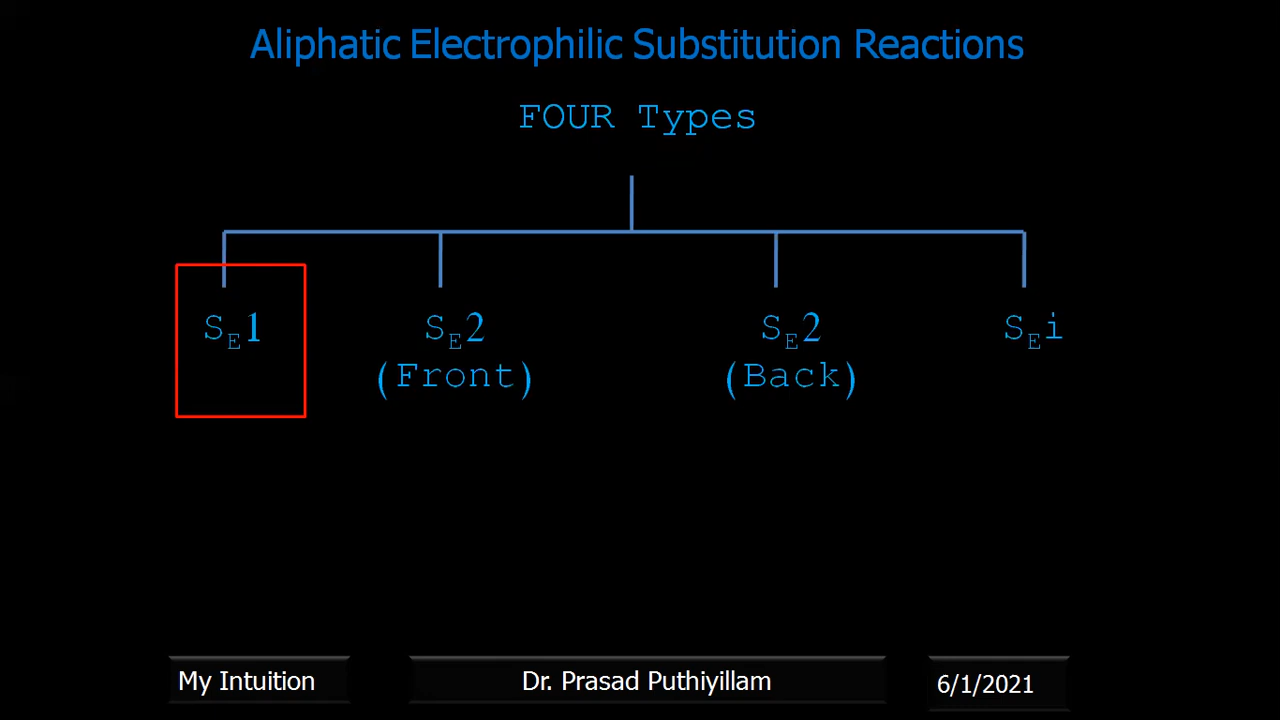 Aliphatic Electrophilic Substitution Reactions
FOUR Types
SE1 SE2 SE2 SEi
(Front) (Back)
My Intuition Dr. Prasad Puthiyillam 6/1/2021